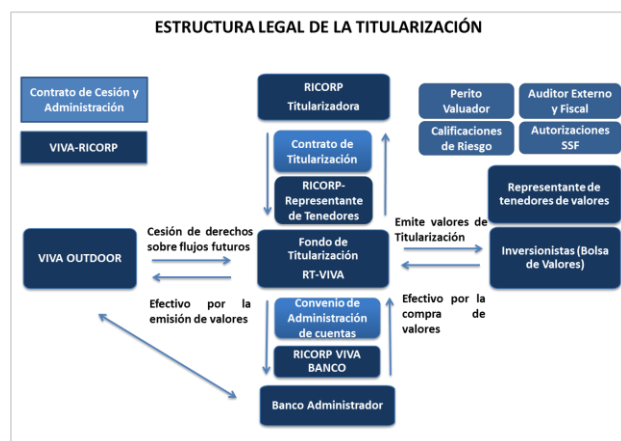 ESTRUCTURA LEGAL DE LA TITULARIZACIÓN
Contrato de Cesión y
Administración
VIVA-RICORP
RICORP
Titularizadora
Perito
Valuador
Auditor Externo
y Fiscal
Calificaciones
de Riesgo
Autorizaciones
SSF
Contrato de
Titularización
RICORP-
Representante
de Tenedores
Representante de
tenedores de valores
Cesión de derechos
sobre flujos futuros
Emite valores de
Titularización
VIVA OUTDOOR
Fondo de
Titularización
RT-VIVA
Inversionistas (Bolsa
de Valores)
Efectivo por la
emisión de valores
Convenio de
Administración
de cuentas
Efectivo por la
compra de
valores
RICORP VIVA
BANCO
Banco Administrador